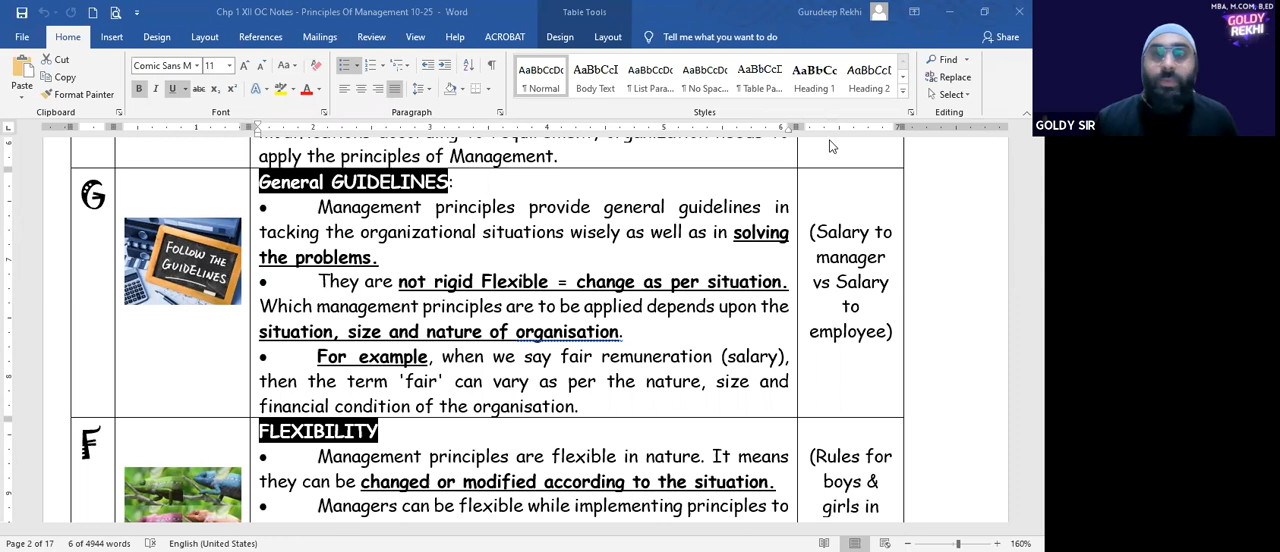 Chp 1 XII OC Notes - Principles Of Management 10-25 - Word
Table Tools
Gurudeep Rekhi
File Home Insert Design Layout References Mailings Review View Help ACROBAT Design Layout Tell me what you want to do Share
Paste
Cut
Copy
Format Painter
Clipboard
Comic Sans M 11
Font
Paragraph
AaBbCcDc AaBbCcI AaBbCcDc AaBbCcDc AaBbCcI AaBbCc AaBbCcI
¶ Normal Body Text ¶ List Para... ¶ No Spac... ¶ Table Pa... Heading 1 Heading 2
Styles
Find
Replace
Select
Editing
MBA, M.COM, B,ED
GOLDY
REKHI
GOLDY SIR
apply the principles of Management.
G
FOLLOW THE
GUIDELINES
General GUIDELINES:
• Management principles provide general guidelines in
tacking the organizational situations wisely as well as in solving
the problems.
• They are not rigid Flexible = change as per situation.
Which management principles are to be applied depends upon the
situation, size and nature of organisation.
• For example, when we say fair remuneration (salary),
then the term 'fair' can vary as per the nature, size and
financial condition of the organisation.
(Salary to
manager
vs Salary
to
employee)
F
FLEXIBILITY
• Management principles are flexible in nature. It means
they can be changed or modified according to the situation.
• Managers can be flexible while implementing principles to
(Rules for
boys &
girls in
Page 2 of 17 6 of 4944 words English (United States) 160%